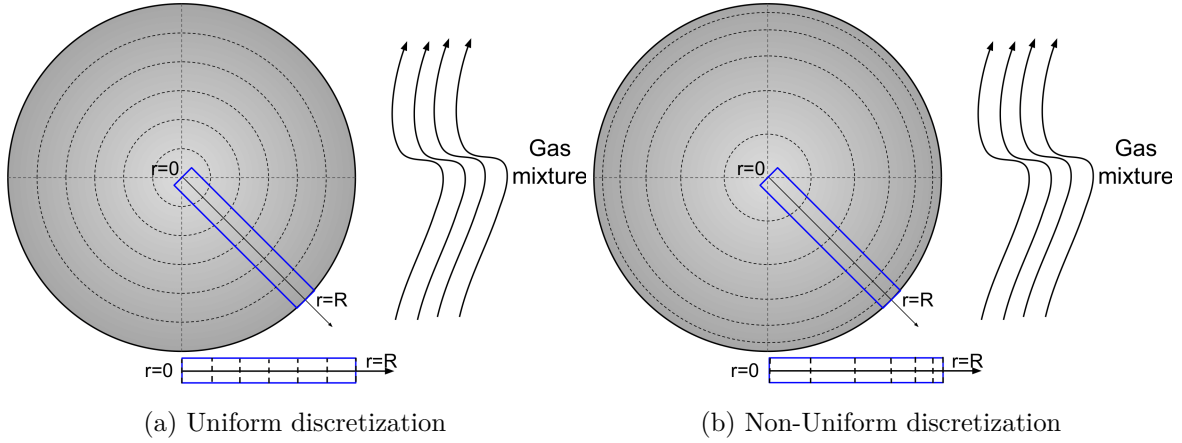 r=0
Gas
mixture
r=R
r=0
r=R
(a) Uniform discretization
r=0
Gas
mixture
r=R
r=0
r=R
(b) Non-Uniform discretization